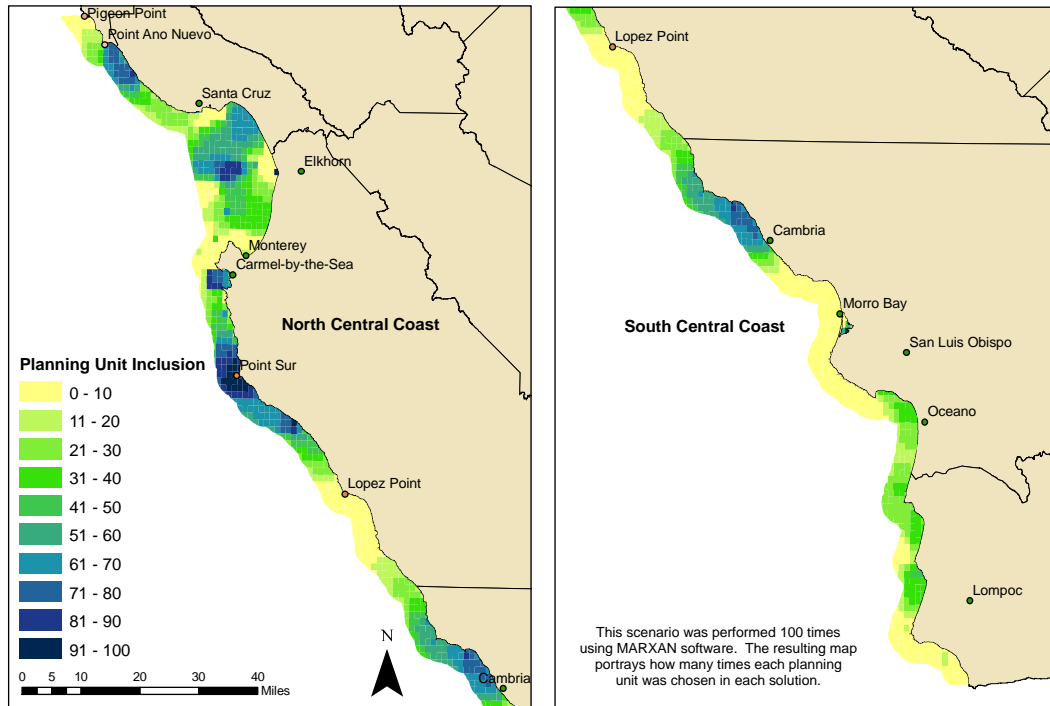 Pigeon Point
Point Ano Nuevo
Santa Cruz
Elkhorn
Monterey
Carmel-by-the-Sea
North Central Coast
Point Sur
Lopez Point
Cambria
Planning Unit Inclusion
0 - 10
11 - 20
21 - 30
31 - 40
41 - 50
51 - 60
61 - 70
71 - 80
81 - 90
91 - 100
0 5 10 20 30 40
Miles
N
Lopez Point
Cambria
Morro Bay
South Central Coast
San Luis Obispo
Oceano
Lompoc
This scenario was performed 100 times
using MARXAN software. The resulting map
portrays how many times each planning
unit was chosen in each solution.